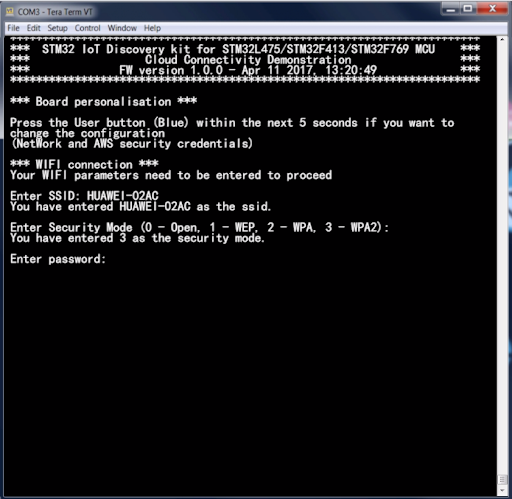 COM3 - Tera Term VT
File Edit Setup Control Window Help
*** STM32 IoT Discovery kit for STM32L475/STM32F413/STM32F769 MCU ***
*** Cloud Connectivity Demonstration ***
*** FW version 1.0.0 - Apr 11 2017, 13:20:49 ***
*** Board personalisation ***
Press the User button (Blue) within the next 5 seconds if you want to
change the configuration
(NetWork and AWS security credentials)
*** WIFI connection ***
Your WIFI parameters need to be entered to proceed
Enter SSID: HUAWEI-02AC
You have entered HUAWEI-02AC as the ssid.
Enter Security Mode (0 - Open, 1 - WEP, 2 - WPA, 3 - WPA2):
You have entered 3 as the security mode.
Enter password: